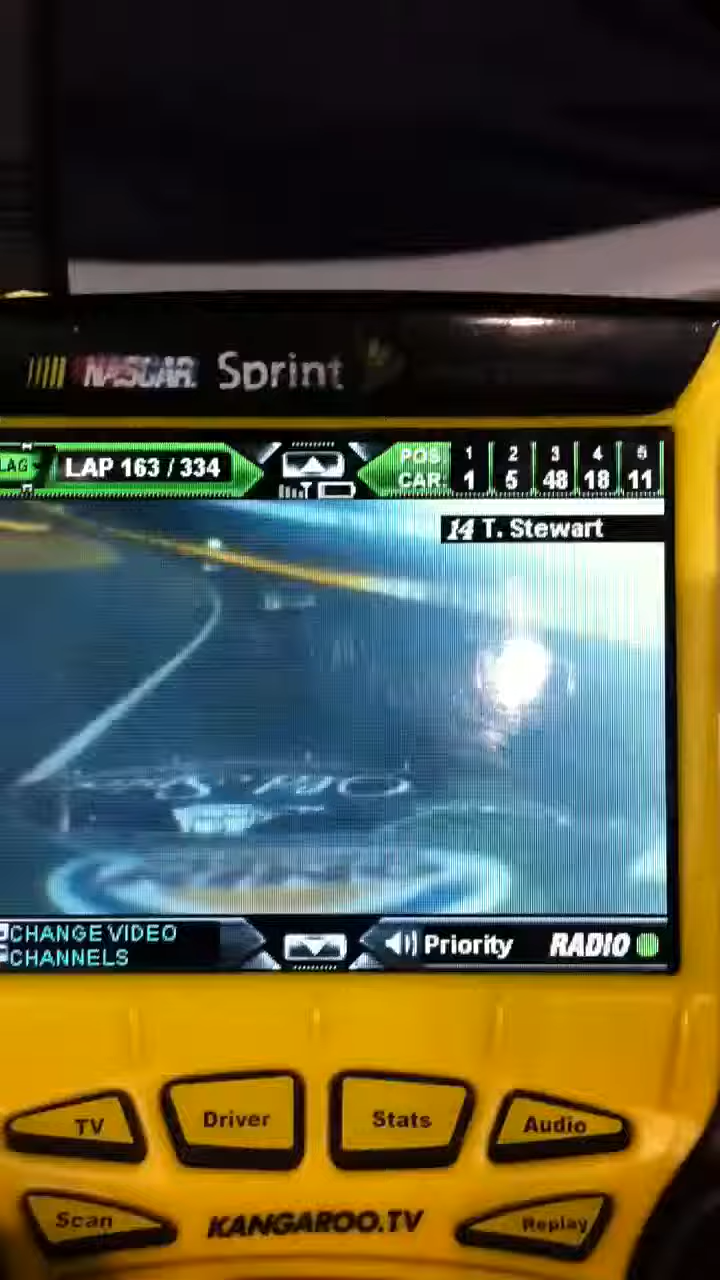 NASCAR Sprint
LAG
LAP 163 / 334
POS 1 2 3 4 5
CAR: 1 5 48 18 11
14 T. Stewart
CHANGE VIDEO
CHANNELS
Priority
RADIO
TV
Driver
Stats
Audio
Scan
KANGAROO.TV
Replay